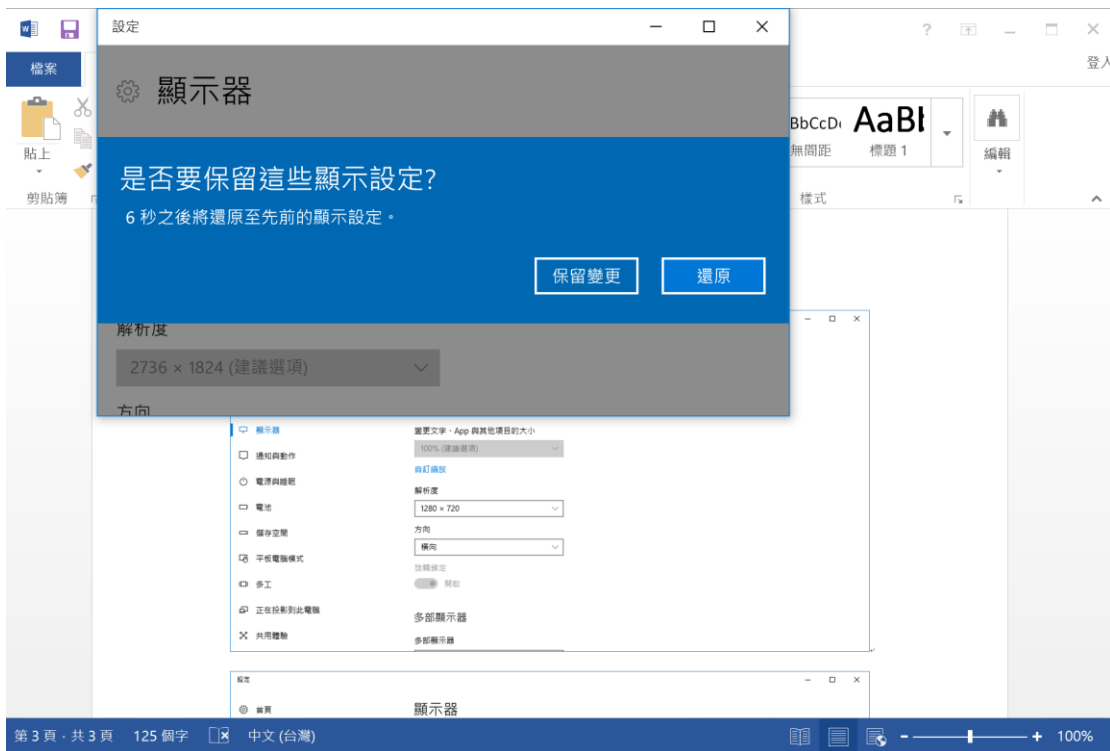 設定
?
檔案
登入
顯示器
BbCcD
AaBl
貼上
無間距
標題 1
編輯
是否要保留這些顯示設定?
剪貼簿
樣式
6 秒之後將還原至先前的顯示設定。
保留變更
還原
解析度
2736 × 1824 (建議選項)
方向
顯示器
變更文字、App 與其他項目的大小
通知與動作
100% (建議選項)
自訂縮放
電源與睡眠
解析度
電池
1280 × 720
儲存空間
方向
橫向
平板電腦模式
旋轉鎖定
多工
開啟
正在投影到此電腦
多部顯示器
共用體驗
多部顯示器
設定
首頁
顯示器
第 3 頁，共 3 頁
125 個字
中文 (台灣)
100%